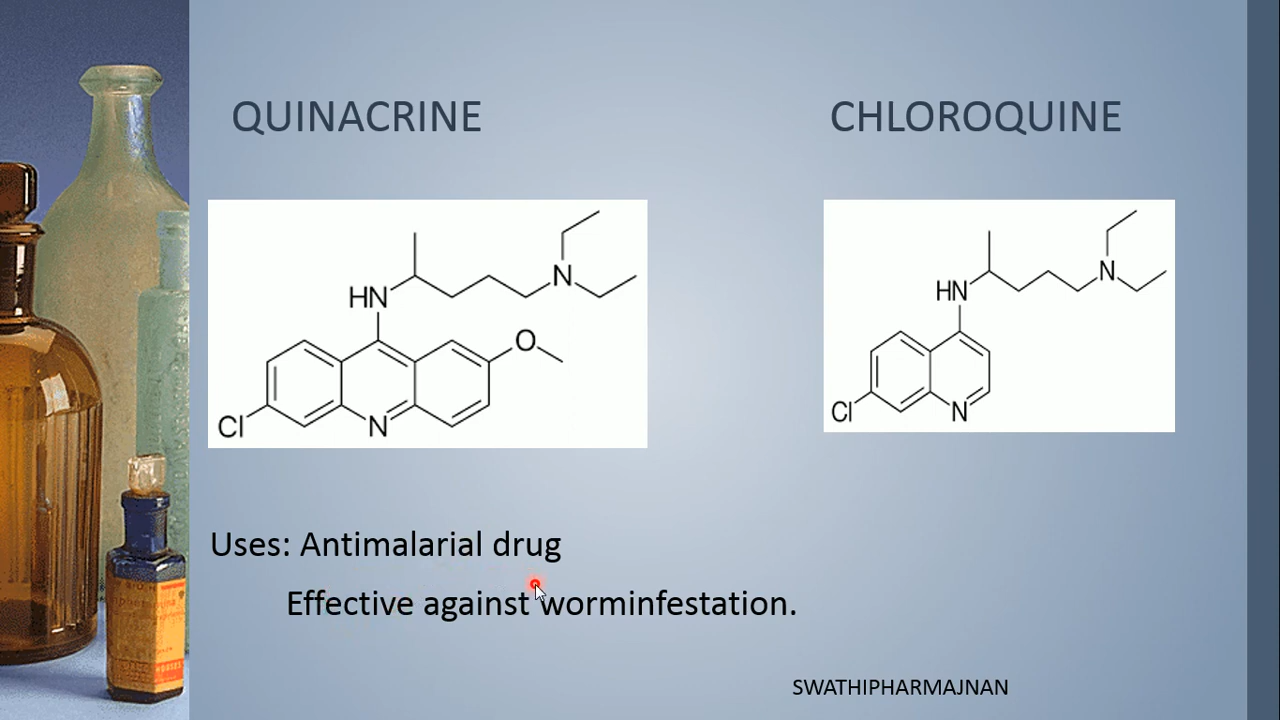 QUINACRINE
CHLOROQUINE
HN
N
O
Cl
N
HN
N
Cl
N
Uses: Antimalarial drug
Effective against worminfestation.
SWATHIPHARMAJNAN